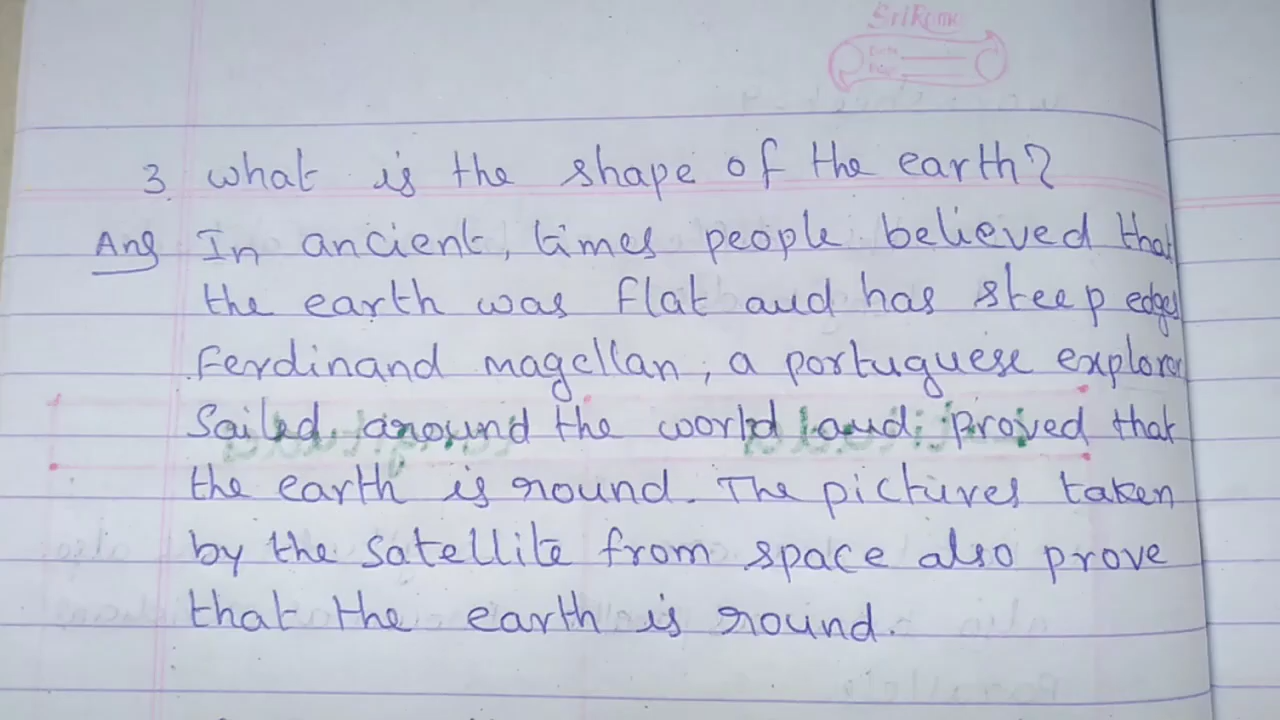 SriRama
3. what is the shape of the earth?
Ans In ancient, times people believed that
the earth was flat and has steep edges
Ferdinand magellan, a portuguese explorer
Sailed around the world and proved that
the earth is round. The pictures taken
by the satellite from space also prove
that the earth is round.